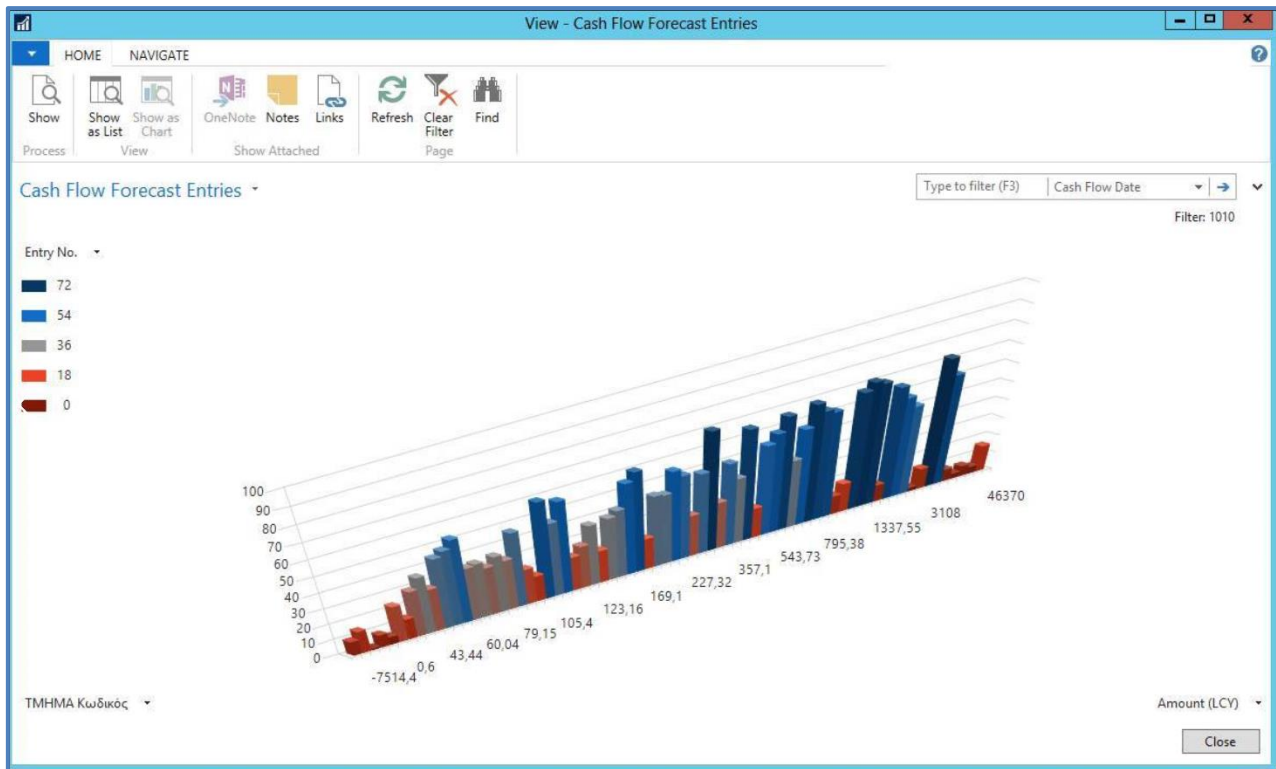 View - Cash Flow Forecast Entries
HOME NAVIGATE
Show
Show as List
Show as Chart
OneNote
Notes
Links
Refresh
Clear Filter
Find
Process
View
Show Attached
Page
Cash Flow Forecast Entries
Type to filter (F3) Cash Flow Date
Filter: 1010
Entry No.
72
54
36
18
0
100
90
80
70
60
50
40
30
20
10
0
-7514,4
0,6
43,44
60,04
79,15
105,4
123,16
169,1
227,32
357,1
543,73
795,38
1337,55
3108
46370
ΤΜΗΜΑ Κωδικός
Amount (LCY)
Close